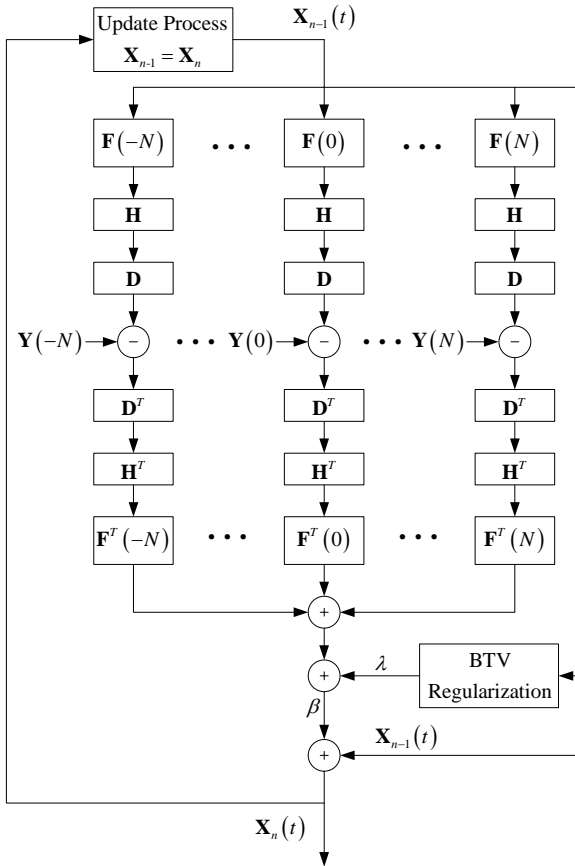 Update Process
X_{n-1} = X_n
X_{n−1}(t)
F(−N) • • • F(0) • • • F(N)
H H H
D D D
Y(−N) − • • • Y(0) − • • • Y(N) −
D^T D^T D^T
H^T H^T H^T
F^T(−N) • • • F^T(0) • • • F^T(N)
+
+ λ BTV
Regularization
β
X_{n−1}(t)
+
X_n(t)